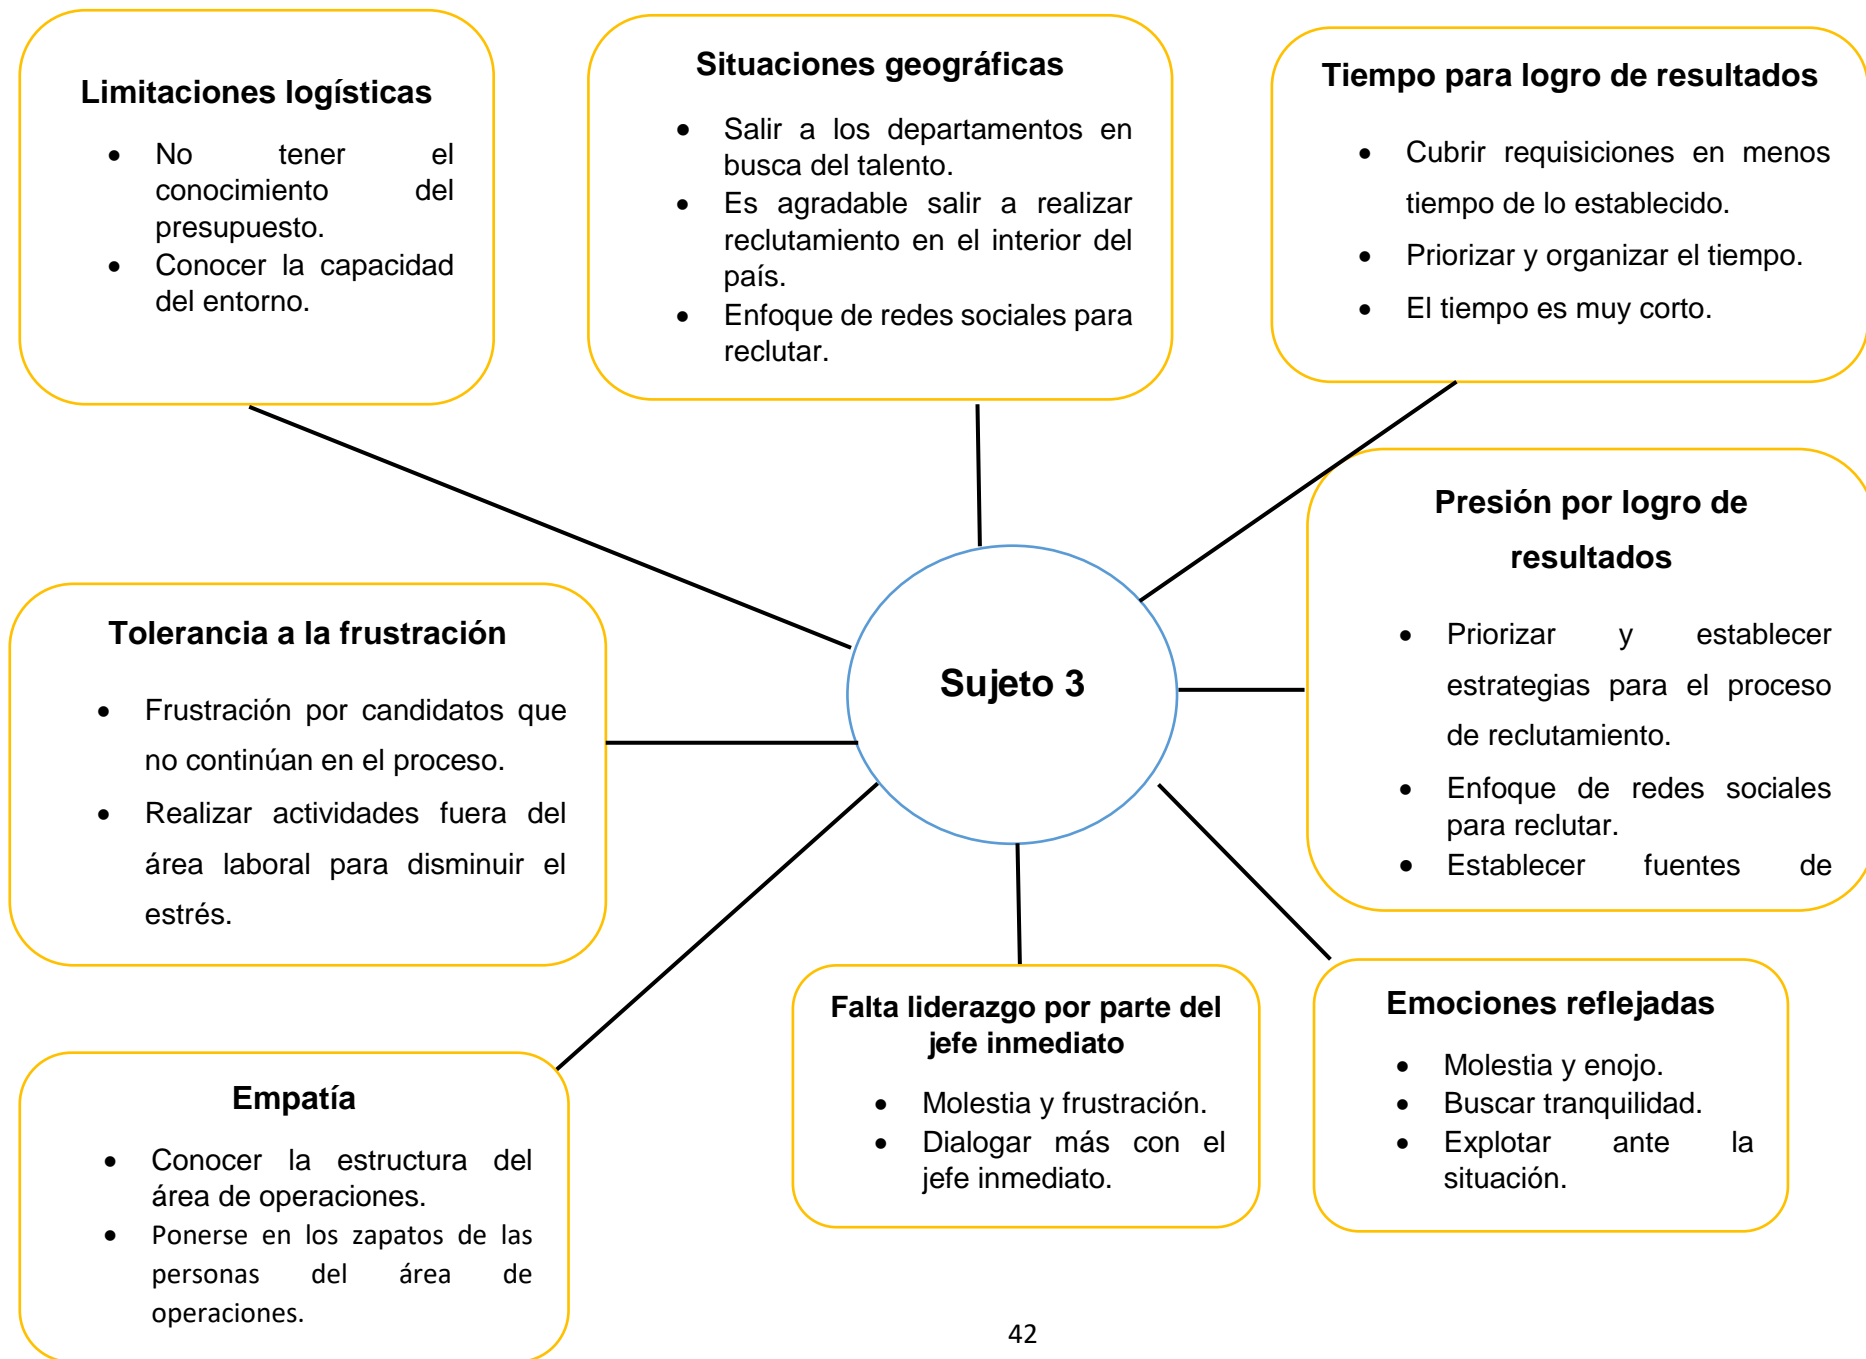 Limitaciones logísticas
• No tener el
conocimiento del
presupuesto.
• Conocer la capacidad
del entorno.
Situaciones geográficas
• Salir a los departamentos en
busca del talento.
• Es agradable salir a realizar
reclutamiento en el interior del
país.
• Enfoque de redes sociales para
reclutar.
Tiempo para logro de resultados
• Cubrir requisiciones en menos
tiempo de lo establecido.
• Priorizar y organizar el tiempo.
• El tiempo es muy corto.
Presión por logro de
resultados
• Priorizar y establecer
estrategias para el proceso
de reclutamiento.
• Enfoque de redes sociales
para reclutar.
• Establecer fuentes de
Tolerancia a la frustración
• Frustración por candidatos que
no continúan en el proceso.
• Realizar actividades fuera del
área laboral para disminuir el
estrés.
Sujeto 3
Empatía
• Conocer la estructura del
área de operaciones.
• Ponerse en los zapatos de las
personas del área de
operaciones.
Falta liderazgo por parte del
jefe inmediato
• Molestia y frustración.
• Dialogar más con el
jefe inmediato.
Emociones reflejadas
• Molestia y enojo.
• Buscar tranquilidad.
• Explotar ante la
situación.
42